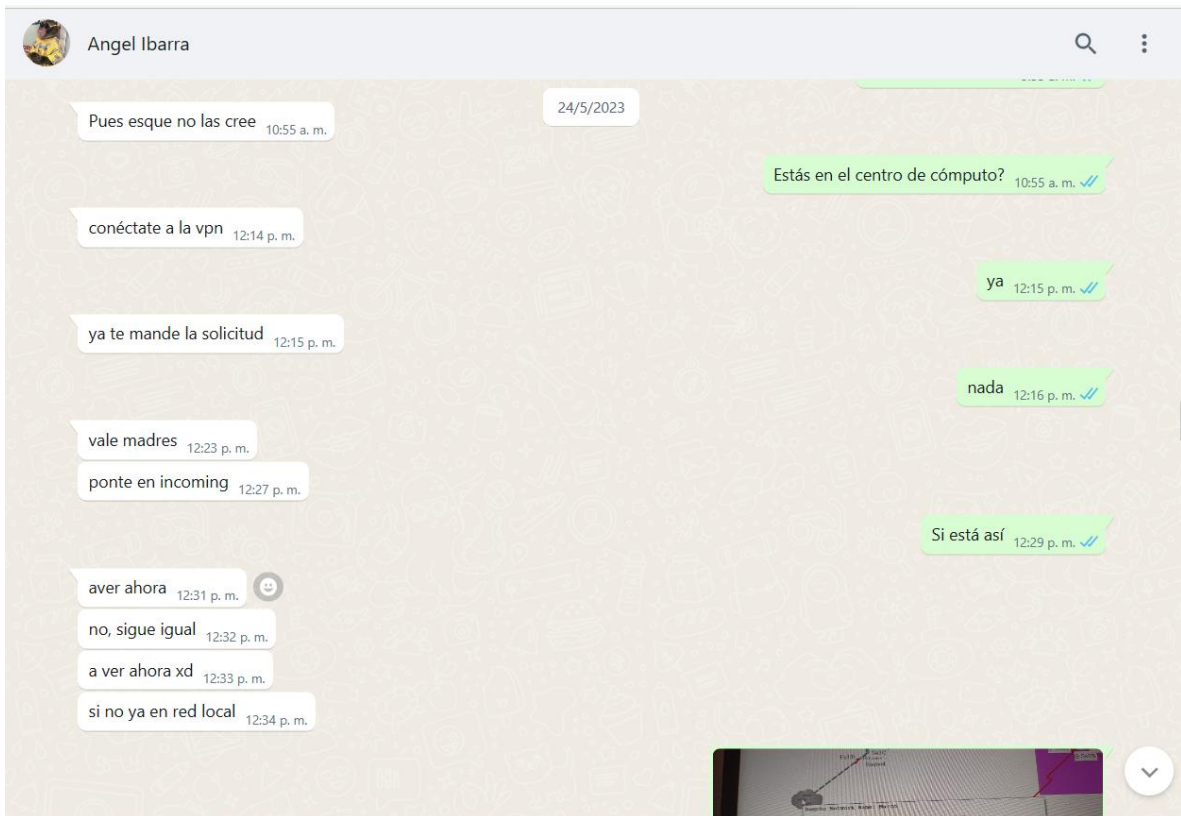 Angel Ibarra
24/5/2023
Pues esque no las cree 10:55 a. m.
Estás en el centro de cómputo? 10:55 a. m.
conéctate a la vpn 12:14 p. m.
ya 12:15 p. m.
ya te mande la solicitud 12:15 p. m.
nada 12:16 p. m.
vale madres 12:23 p. m.
ponte en incoming 12:27 p. m.
Si está así 12:29 p. m.
aver ahora 12:31 p. m.
no, sigue igual 12:32 p. m.
a ver ahora xd 12:33 p. m.
si no ya en red local 12:34 p. m.